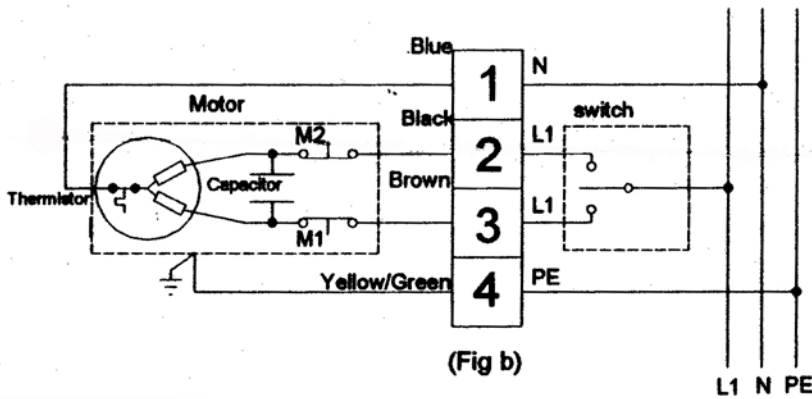 Blue
1
N
Motor
Black
switch
M2
2
L1
Thermistor
Capacitor
Brown
3
L1
M1
Yellow/Green
4
PE
(Fig b)
L1 N PE